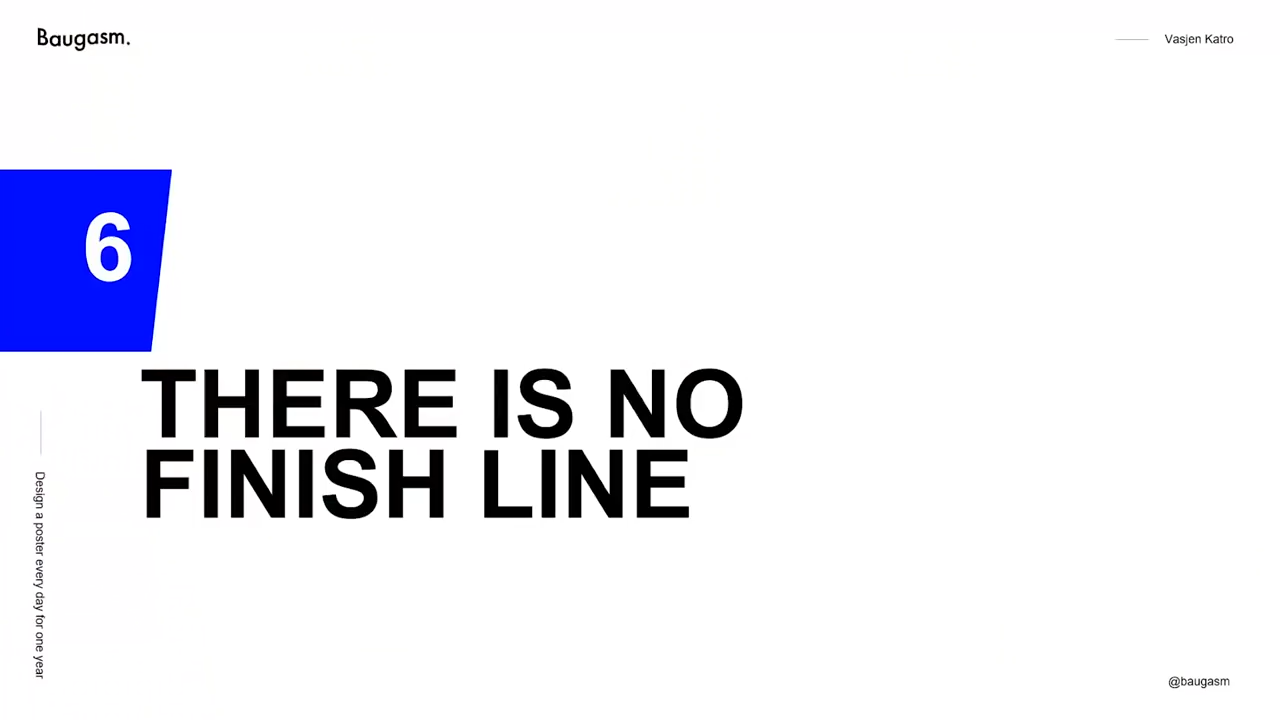 Baugasm.
Vasjen Katro
6
THERE IS NO
FINISH LINE
Design a poster every day for one year
@baugasm